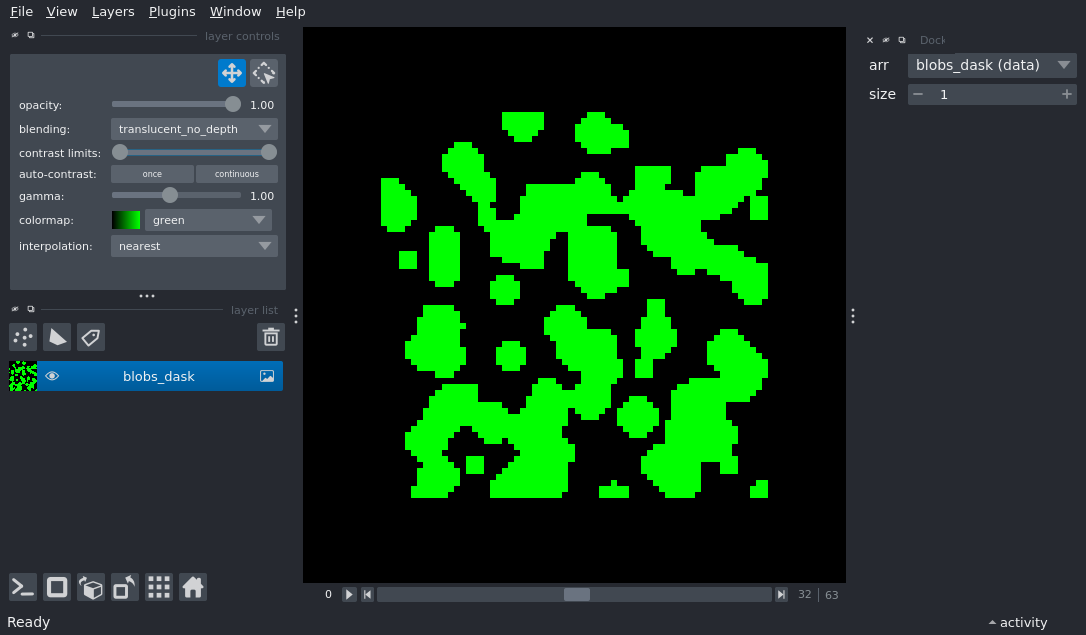 File View Layers Plugins Window Help
layer controls
opacity: 1.00
blending: translucent_no_depth
contrast limits:
auto-contrast: once continuous
gamma: 1.00
colormap: green
interpolation: nearest
layer list
blobs_dask
0 32 63
Dock
arr blobs_dask (data)
size 1
Ready
activity